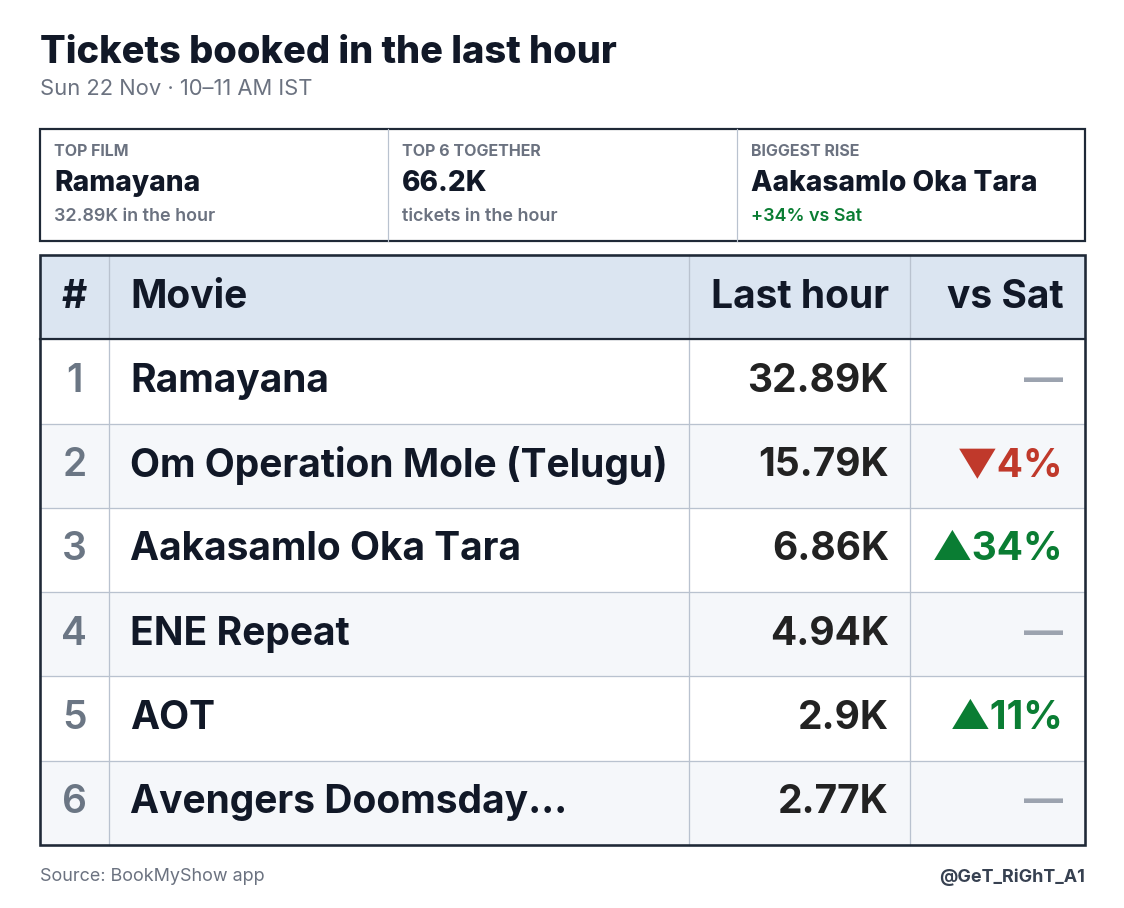 Tickets booked in the last hour
Sun 22 Nov · 10–11 AM IST
TOP FILM
Ramayana
32.89K in the hour
TOP 6 TOGETHER
66.2K
tickets in the hour
BIGGEST RISE
Aakasamlo Oka Tara
+34% vs Sat
# Movie Last hour vs Sat
1 Ramayana 32.89K —
2 Om Operation Mole (Telugu) 15.79K ▼4%
3 Aakasamlo Oka Tara 6.86K ▲34%
4 ENE Repeat 4.94K —
5 AOT 2.9K ▲11%
6 Avengers Doomsday... 2.77K —
Source: BookMyShow app
@GeT_RiGhT_A1